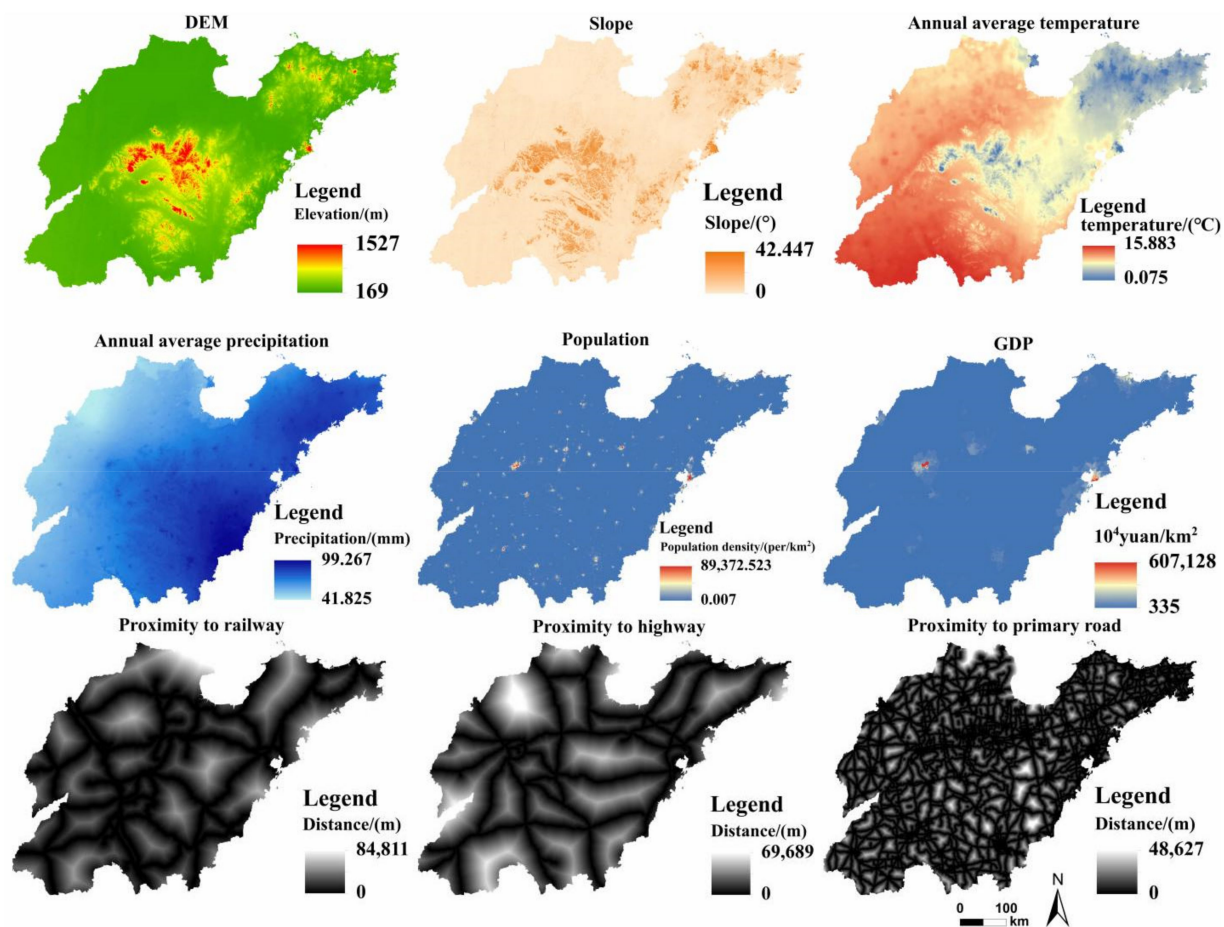 DEM
Slope
Annual average temperature
Legend
Elevation/(m)
1527
169
Legend
Slope/(°)
42.447
0
Legend
temperature/(°C)
15.883
0.075
Annual average precipitation
Population
GDP
Legend
Precipitation/(mm)
99.267
41.825
Legend
Population density/(per/km²)
89,372.523
0.007
Legend
10⁴yuan/km²
607,128
335
Proximity to railway
Proximity to highway
Proximity to primary road
Legend
Distance/(m)
84,811
0
Legend
Distance/(m)
69,689
0
Legend
Distance/(m)
48,627
0
N
0 100
km